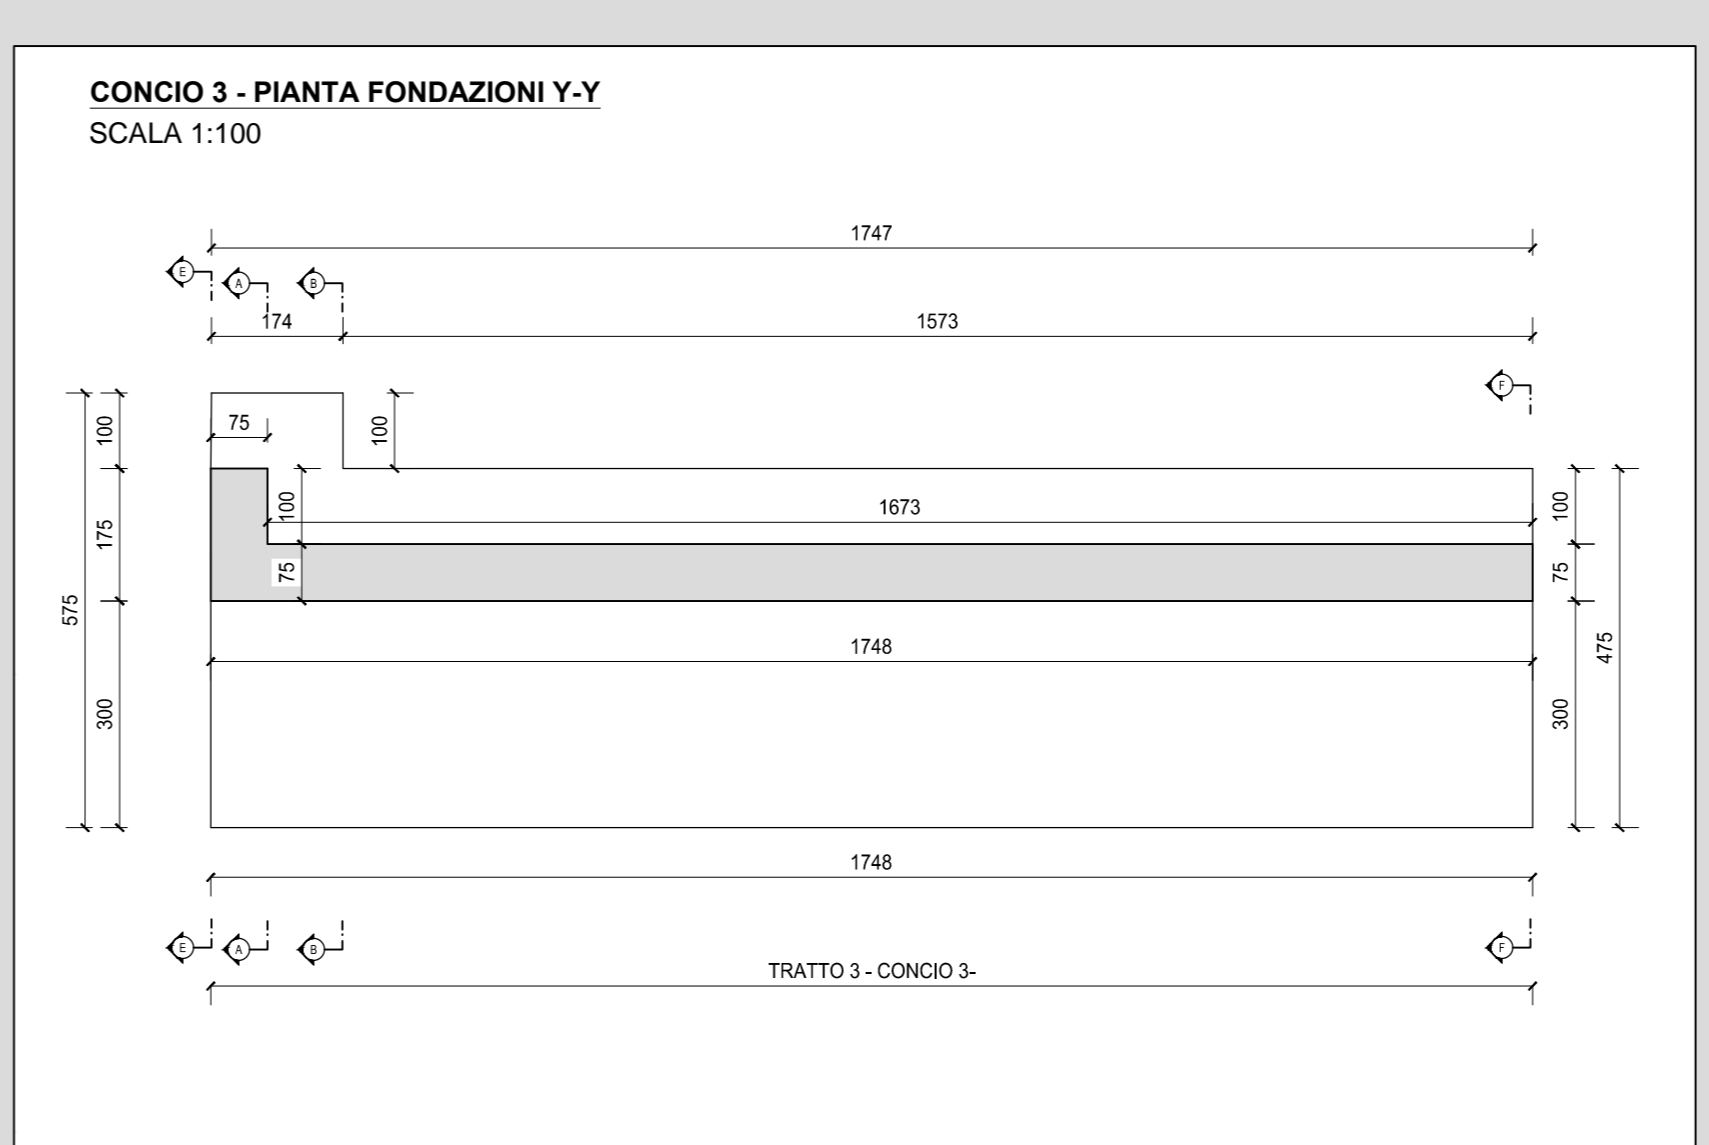 CONCIO 3 - PIANTA FONDAZIONI Y-Y
SCALA 1:100
1747
E
A
B
174
1573
F
100
75
100
100
1673
100
175
75
75
575
1748
475
300
300
1748
E
A
B
F
TRATTO 3 - CONCIO 3-